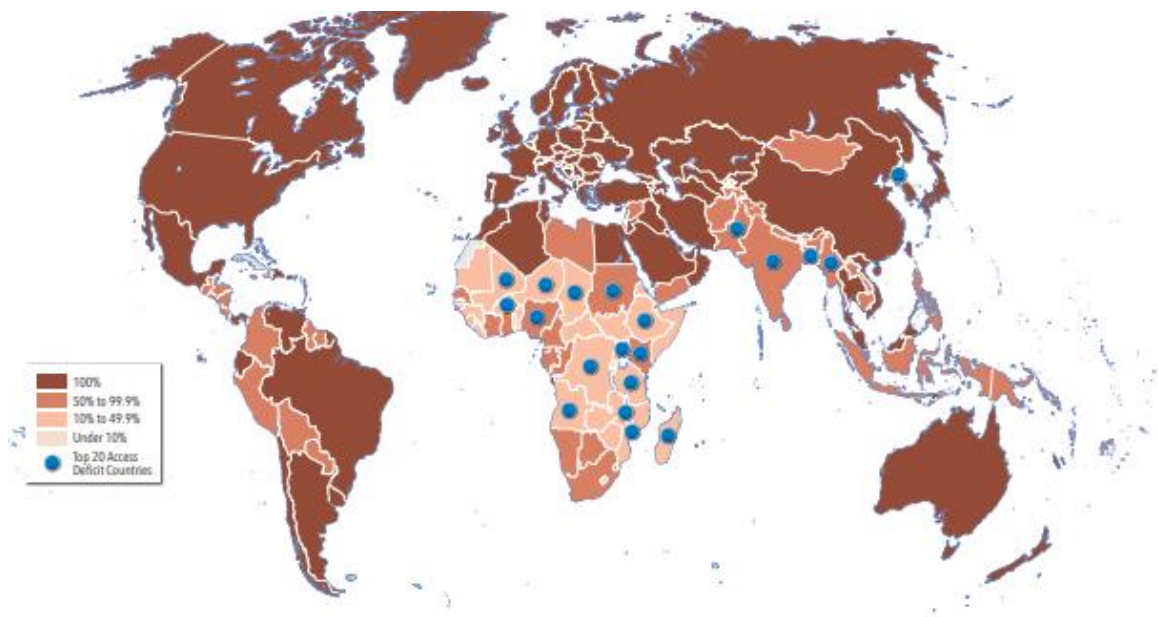 100%
50% to 99.9%
10% to 49.9%
Under 10%
Top 20 Access
Deficit Countries